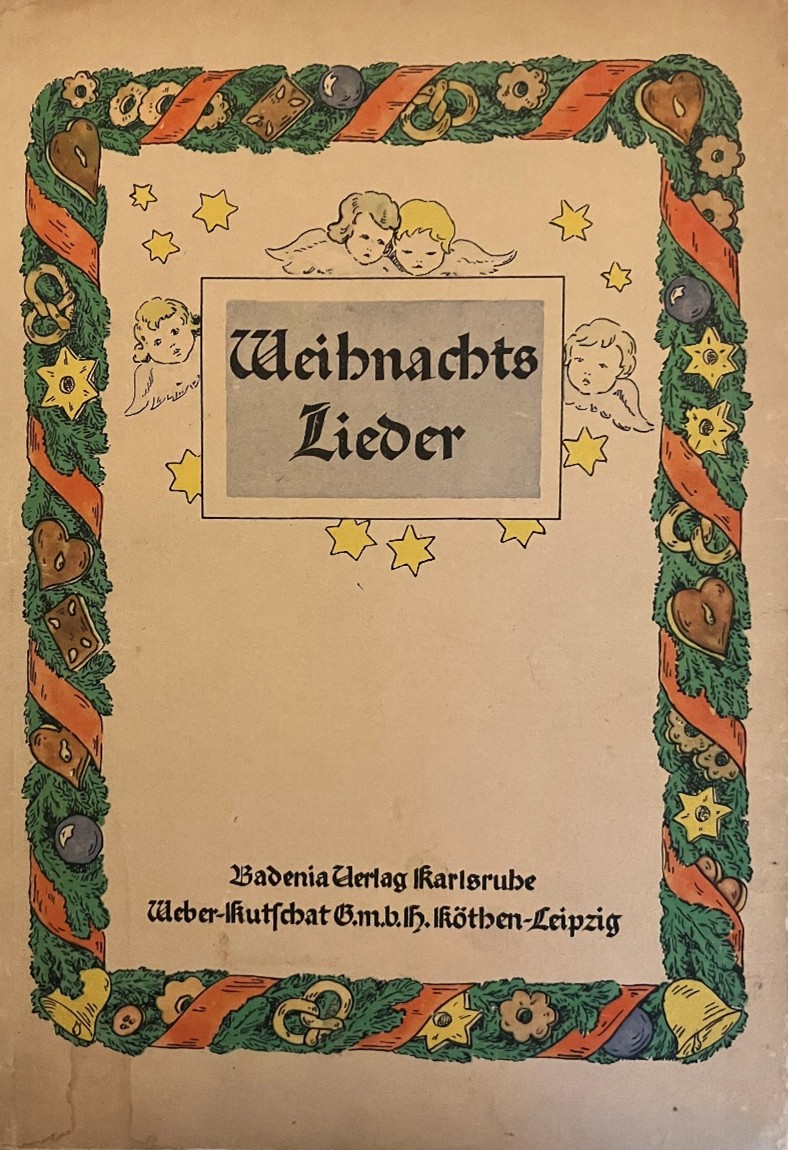 Weihnachts
Lieder
Badenia Verlag Karlsruhe
Weber-Kutſchat G.m.b.H. Köthen-Leipzig